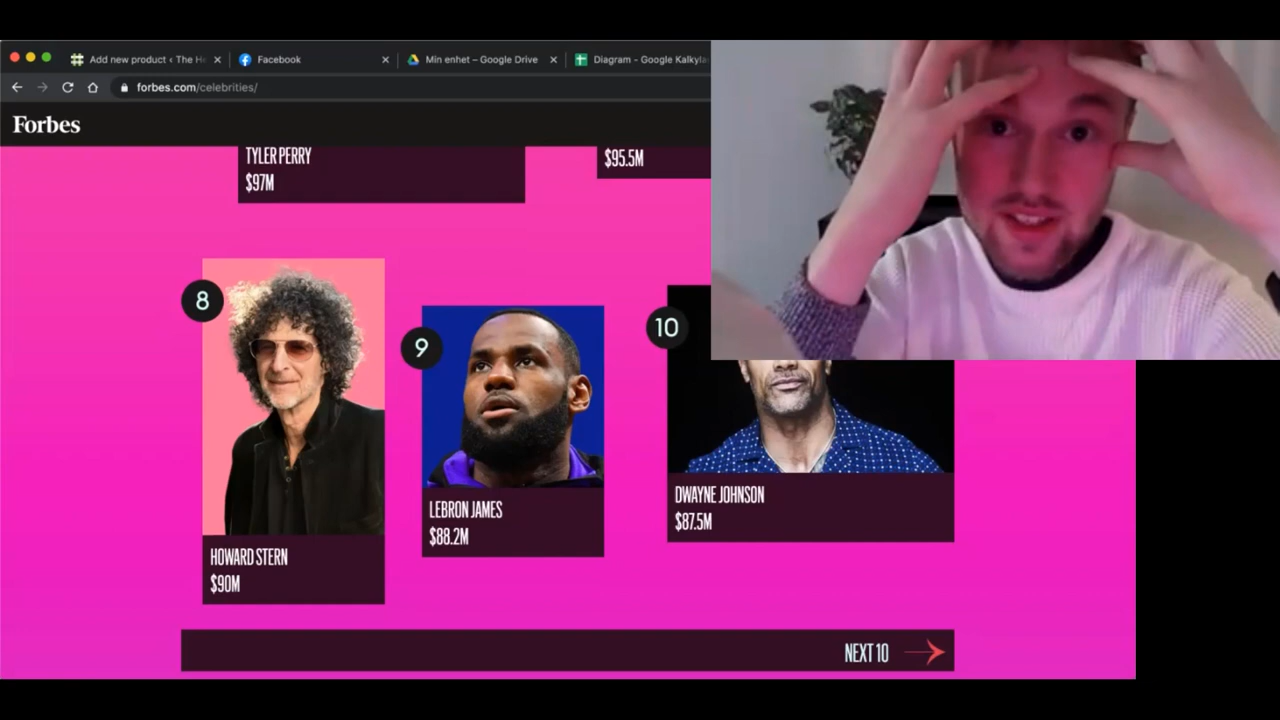 Add new product ‹ The H
Facebook
Min enhet – Google Drive
Diagram - Google Kalkyla
forbes.com/celebrities/
Forbes
TYLER PERRY
$97M
$95.5M
8
HOWARD STERN
$90M
9
LEBRON JAMES
$88.2M
10
DWAYNE JOHNSON
$87.5M
NEXT 10